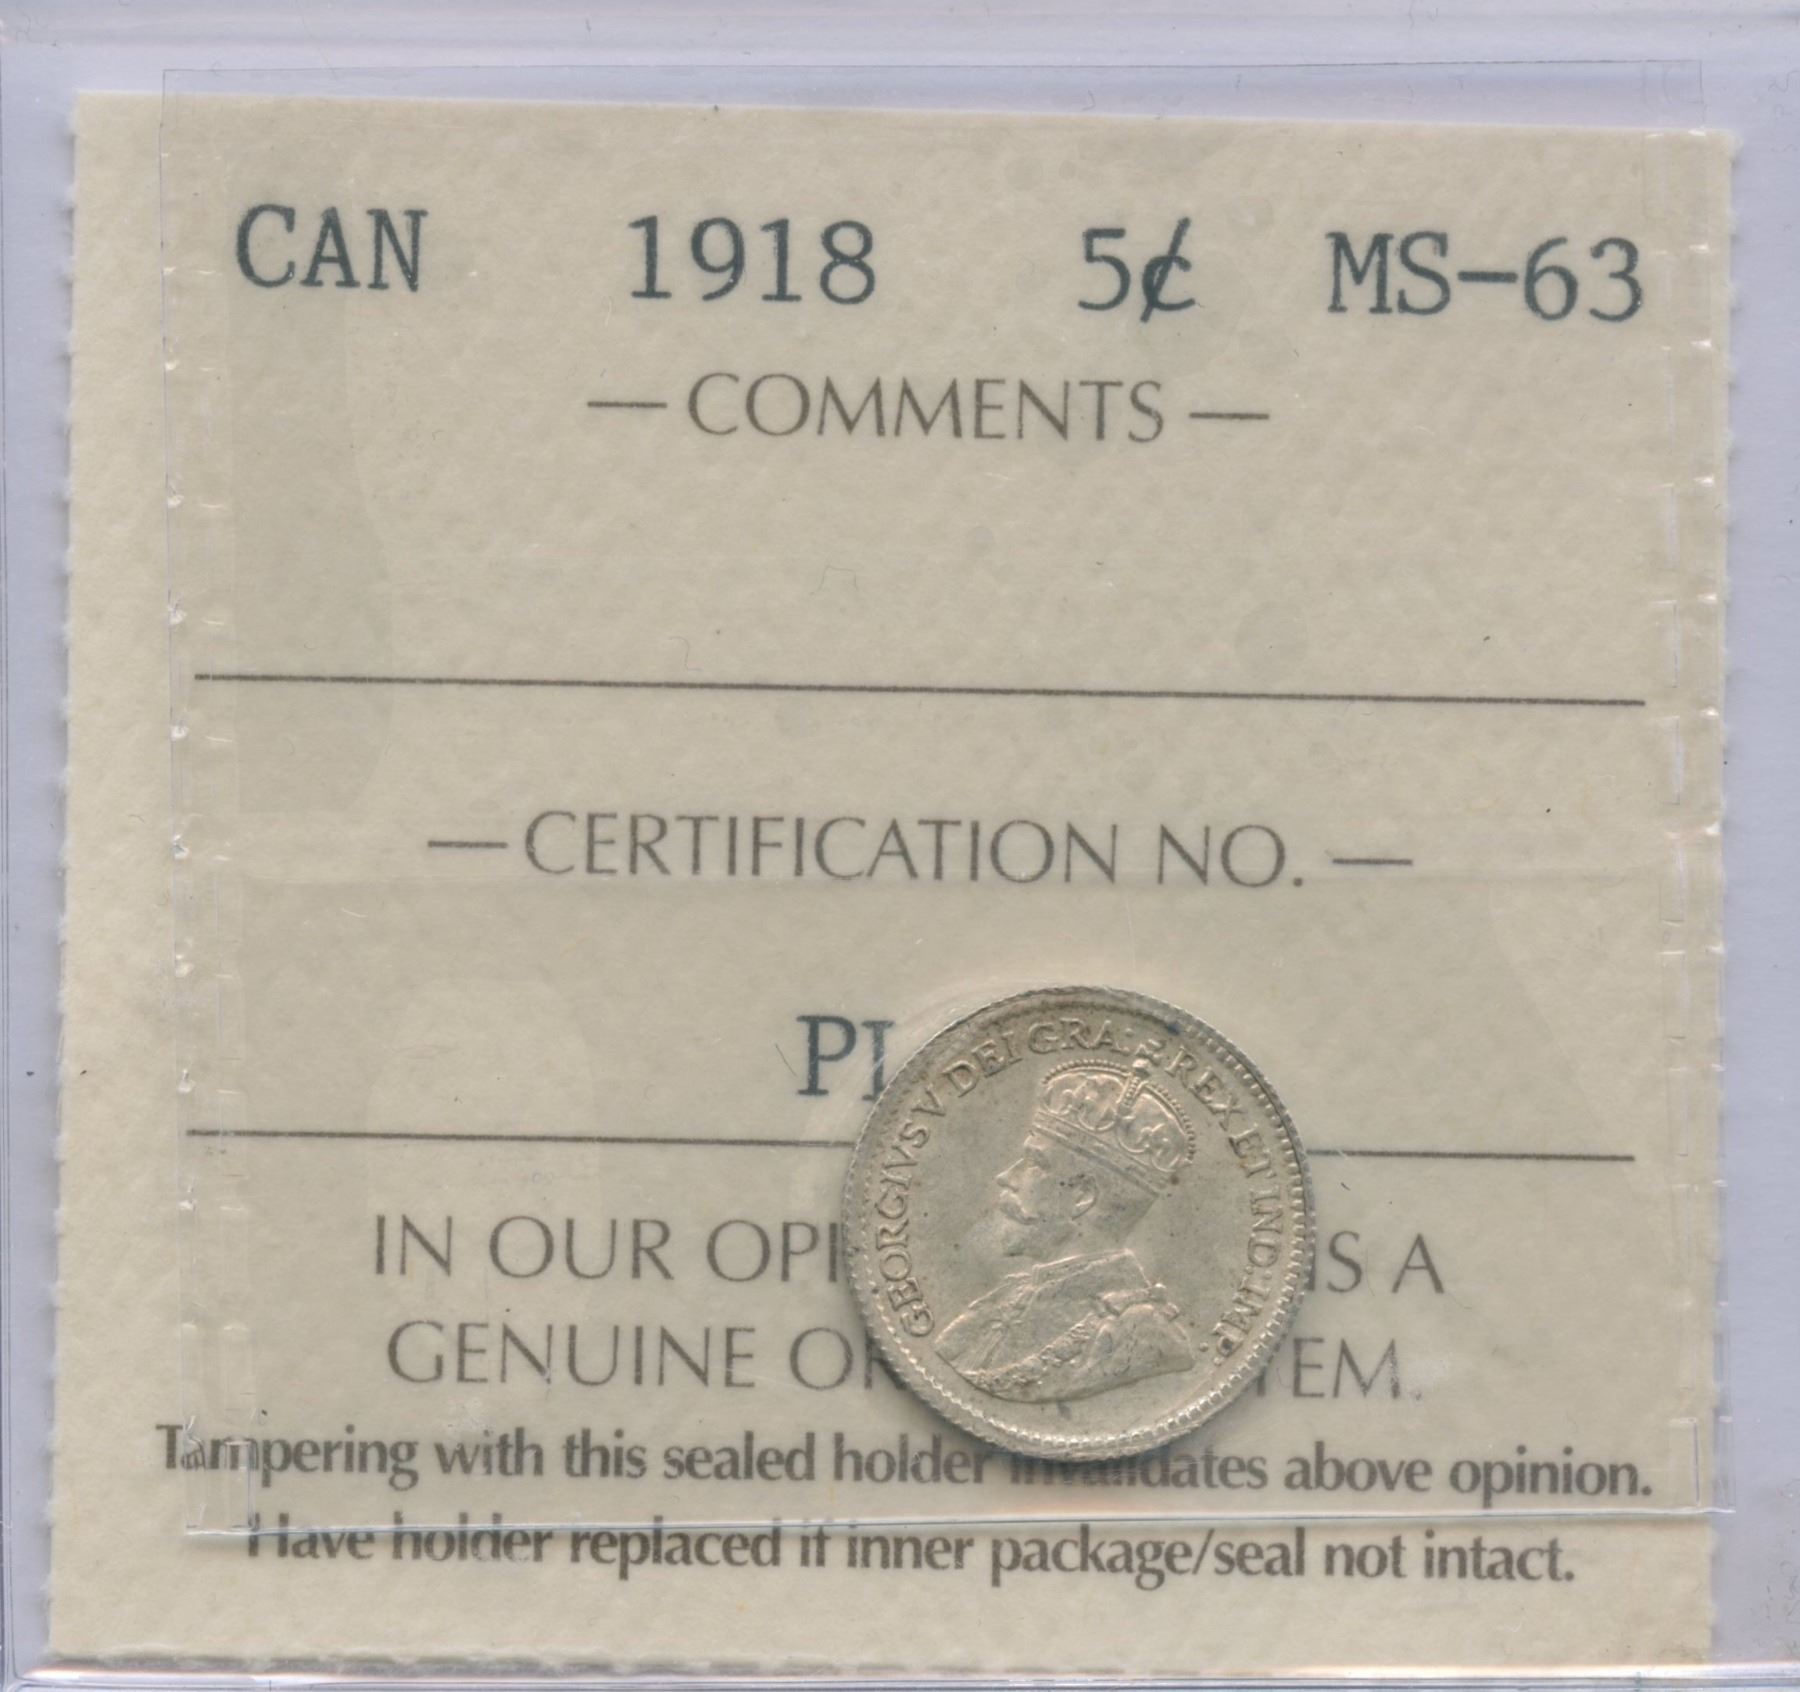 CAN 1918 5¢ MS-63
— COMMENTS —
— CERTIFICATION NO. —
PI
GEORGIVS V DEI GRA: REX ET IND: IMP:
IN OUR OPI IS A
GENUINE OR TEM.
Tampering with this sealed holder invalidates above opinion.
Have holder replaced if inner package/seal not intact.